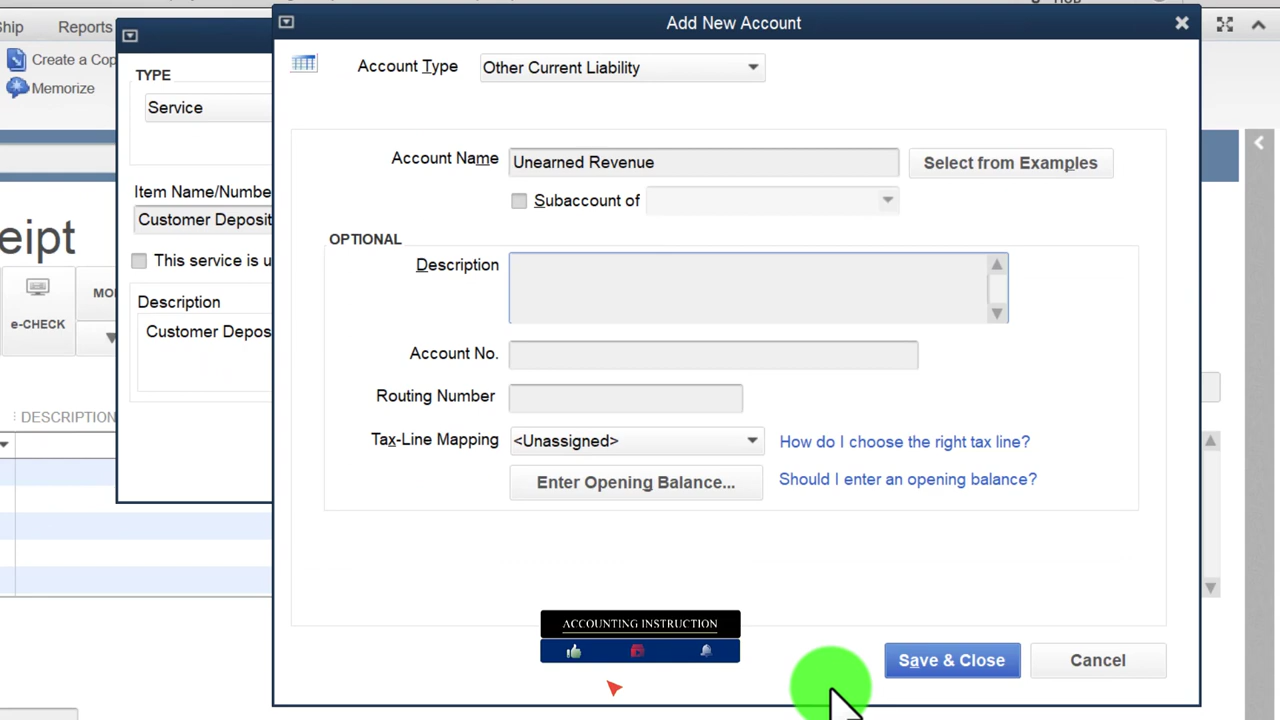 Ship
Reports
Create a Cop
Memorize
Add New Account
TYPE
Service
Item Name/Numbe
Customer Deposit
This service is u
Description
Customer Depos
eipt
e-CHECK
MO
DESCRIPTION
Account Type
Other Current Liability
Account Name
Unearned Revenue
Select from Examples
Subaccount of
OPTIONAL
Description
Account No.
Routing Number
Tax-Line Mapping
<Unassigned>
How do I choose the right tax line?
Enter Opening Balance...
Should I enter an opening balance?
ACCOUNTING INSTRUCTION
Save & Close
Cancel